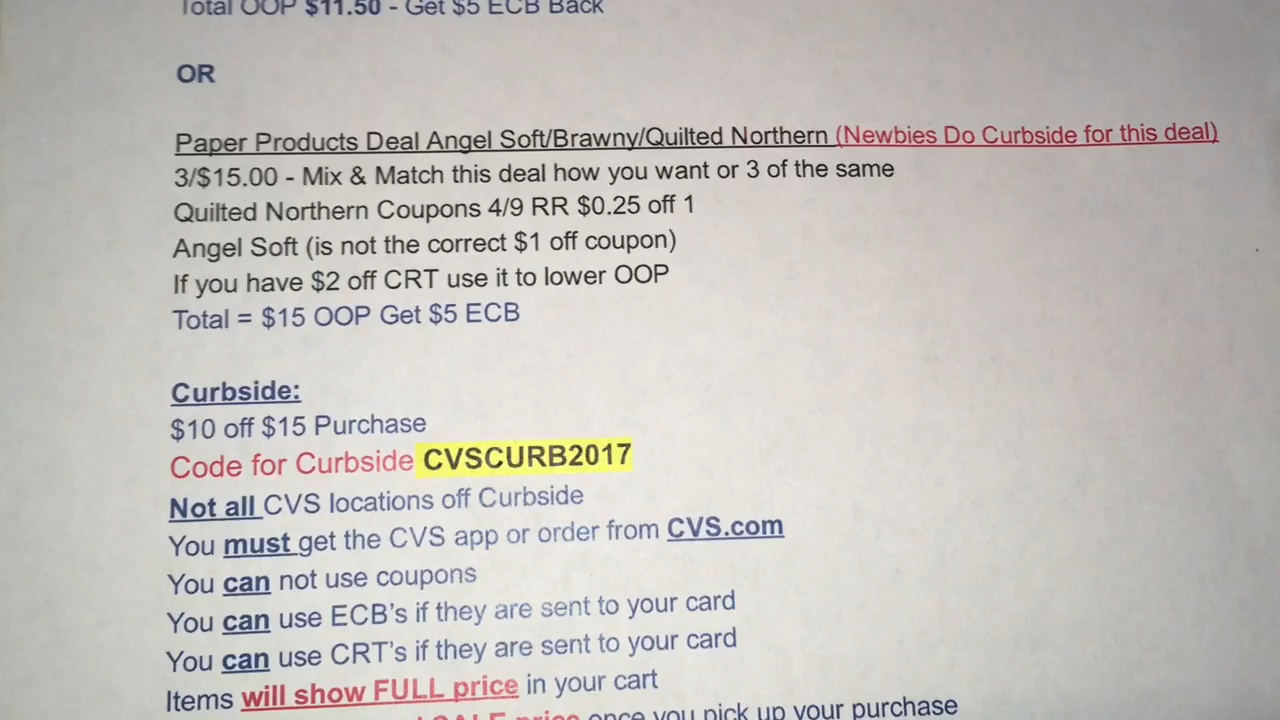 Total OOP $11.50 - Get $5 ECB Back
OR
Paper Products Deal Angel Soft/Brawny/Quilted Northern (Newbies Do Curbside for this deal)
3/$15.00 - Mix & Match this deal how you want or 3 of the same
Quilted Northern Coupons 4/9 RR $0.25 off 1
Angel Soft (is not the correct $1 off coupon)
If you have $2 off CRT use it to lower OOP
Total = $15 OOP Get $5 ECB
Curbside:
$10 off $15 Purchase
Code for Curbside CVSCURB2017
Not all CVS locations off Curbside
You must get the CVS app or order from CVS.com
You can not use coupons
You can use ECB's if they are sent to your card
You can use CRT's if they are sent to your card
Items will show FULL price in your cart
SALE price once you pick up your purchase